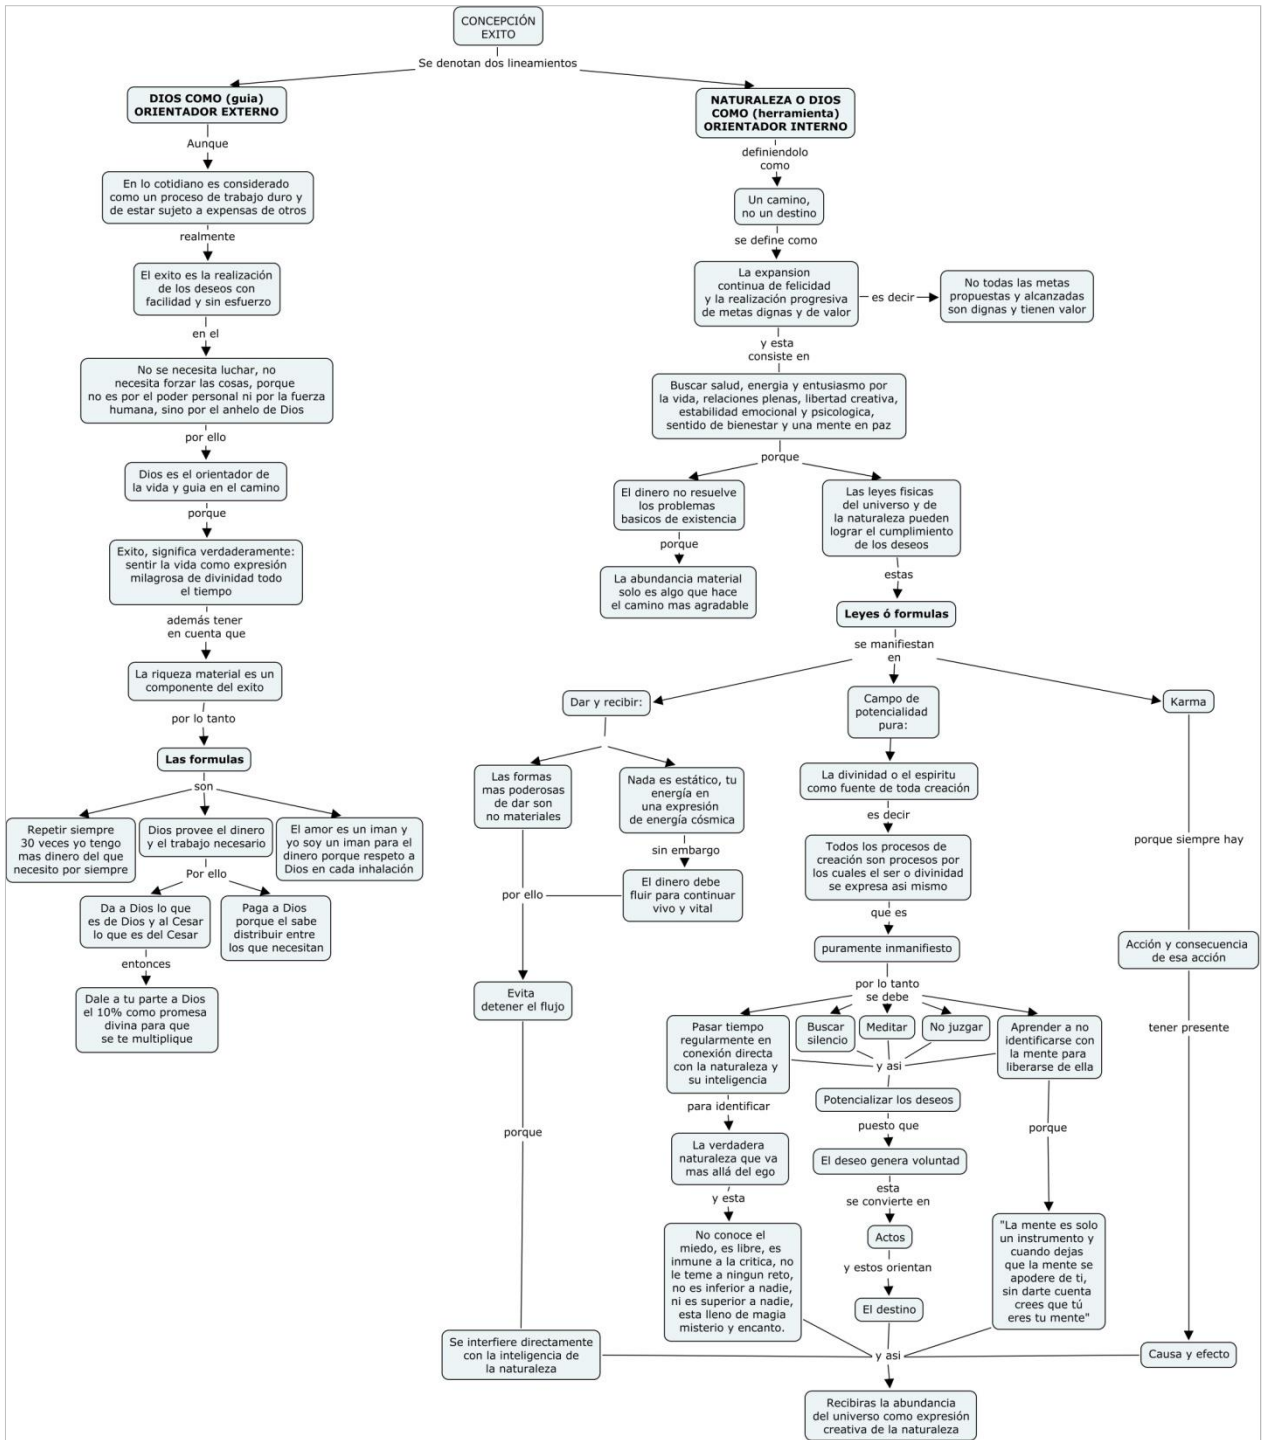 CONCEPCIÓN
EXITO
Se denotan dos lineamientos
DIOS COMO (guia)
ORIENTADOR EXTERNO
Aunque
En lo cotidiano es considerado
como un proceso de trabajo duro y
de estar sujeto a expensas de otros
realmente
El exito es la realización
de los deseos con
facilidad y sin esfuerzo
en el
No se necesita luchar, no
necesita forzar las cosas, porque
no es por el poder personal ni por la fuerza
humana, sino por el anhelo de Dios
por ello
Dios es el orientador de
la vida y guia en el camino
porque
Exito, significa verdaderamente:
sentir la vida como expresión
milagrosa de divinidad todo
el tiempo
además tener
en cuenta que
La riqueza material es un
componente del exito
por lo tanto
Las formulas
son
Repetir siempre
30 veces yo tengo
mas dinero del que
necesito por siempre
Dios provee el dinero
y el trabajo necesario
El amor es un iman y
yo soy un iman para el
dinero porque respeto a
Dios en cada inhalación
Por ello
Da a Dios lo que
es de Dios y al Cesar
lo que es del Cesar
Paga a Dios
porque el sabe
distribuir entre
los que necesitan
entonces
Dale a tu parte a Dios
el 10% como promesa
divina para que
se te multiplique
NATURALEZA O DIOS
COMO (herramienta)
ORIENTADOR INTERNO
definiendolo
como
Un camino,
no un destino
se define como
La expansion
continua de felicidad
y la realización progresiva
de metas dignas y de valor
es decir
No todas las metas
propuestas y alcanzadas
son dignas y tienen valor
y esta
consiste en
Buscar salud, energia y entusiasmo por
la vida, relaciones plenas, libertad creativa,
estabilidad emocional y psicologica,
sentido de bienestar y una mente en paz
porque
El dinero no resuelve
los problemas
basicos de existencia
porque
La abundancia material
solo es algo que hace
el camino mas agradable
Las leyes fisicas
del universo y de
la naturaleza pueden
lograr el cumplimiento
de los deseos
estas
Leyes ó formulas
se manifiestan
en
Dar y recibir:
Las formas
mas poderosas
de dar son
no materiales
Nada es estático, tu
energía en
una expresión
de energía cósmica
sin embargo
El dinero debe
fluir para continuar
vivo y vital
por ello
Evita
detener el flujo
porque
Se interfiere directamente
con la inteligencia de
la naturaleza
Campo de
potencialidad
pura:
La divinidad o el espiritu
como fuente de toda creación
es decir
Todos los procesos de
creación son procesos por
los cuales el ser o divinidad
se expresa asi mismo
que es
puramente inmanifiesto
por lo tanto
se debe
Pasar tiempo
regularmente en
conexión directa
con la naturaleza y
su inteligencia
Buscar
silencio
Meditar
No juzgar
Aprender a no
identificarse con
la mente para
liberarse de ella
y asi
para identificar
La verdadera
naturaleza que va
mas allá del ego
y esta
No conoce el
miedo, es libre, es
inmune a la critica, no
le teme a ningun reto,
no es inferior a nadie,
ni es superior a nadie,
esta lleno de magia
misterio y encanto.
Potencializar los deseos
puesto que
El deseo genera voluntad
esta
se convierte en
Actos
y estos orientan
El destino
porque
"La mente es solo
un instrumento y
cuando dejas
que la mente se
apodere de ti,
sin darte cuenta
crees que tú
eres tu mente"
Karma
porque siempre hay
Acción y consecuencia
de esa acción
tener presente
Causa y efecto
y asi
Recibiras la abundancia
del universo como expresión
creativa de la naturaleza